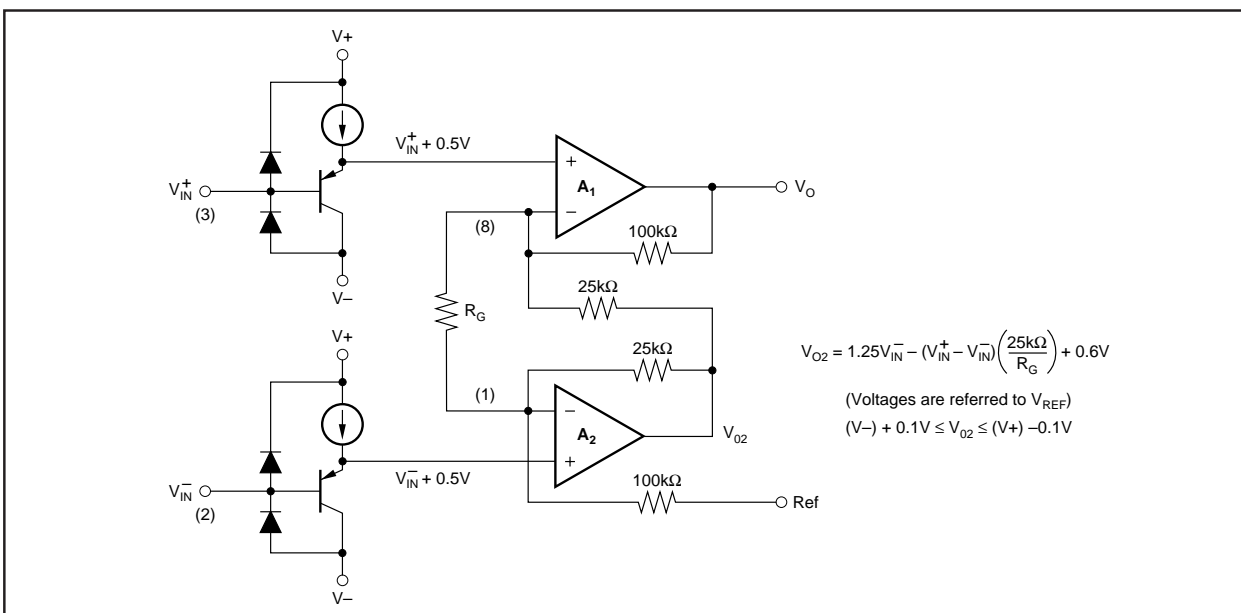 V+
V+IN + 0.5V
V+IN
(3)
V–
+
A1
–
VO
(8)
100kΩ
25kΩ
RG
V+
25kΩ
(1)
–
A2
+
V02
V–IN + 0.5V
V–IN
(2)
100kΩ
Ref
V–
VO2 = 1.25V–IN – (V+IN – V–IN)(25kΩ/RG) + 0.6V
(Voltages are referred to VREF)
(V–) + 0.1V ≤ V02 ≤ (V+) –0.1V